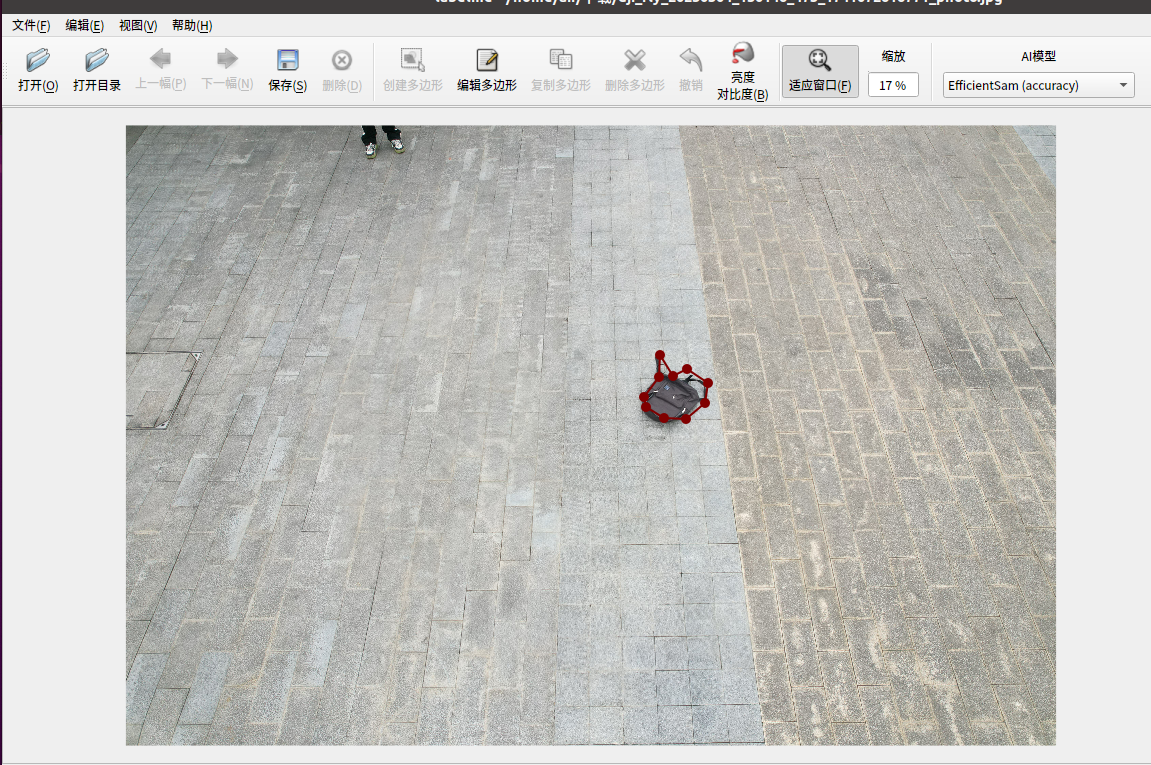 文件(F) 编辑(E) 视图(V) 帮助(H)
打开(O) 打开目录 上一幅(P) 下一幅(N) 保存(S) 删除(D) 创建多边形 编辑多边形 复制多边形 删除多边形 撤销 亮度
对比度(B) 适应窗口(F) 缩放
17 % AI模型
EfficientSam (accuracy)